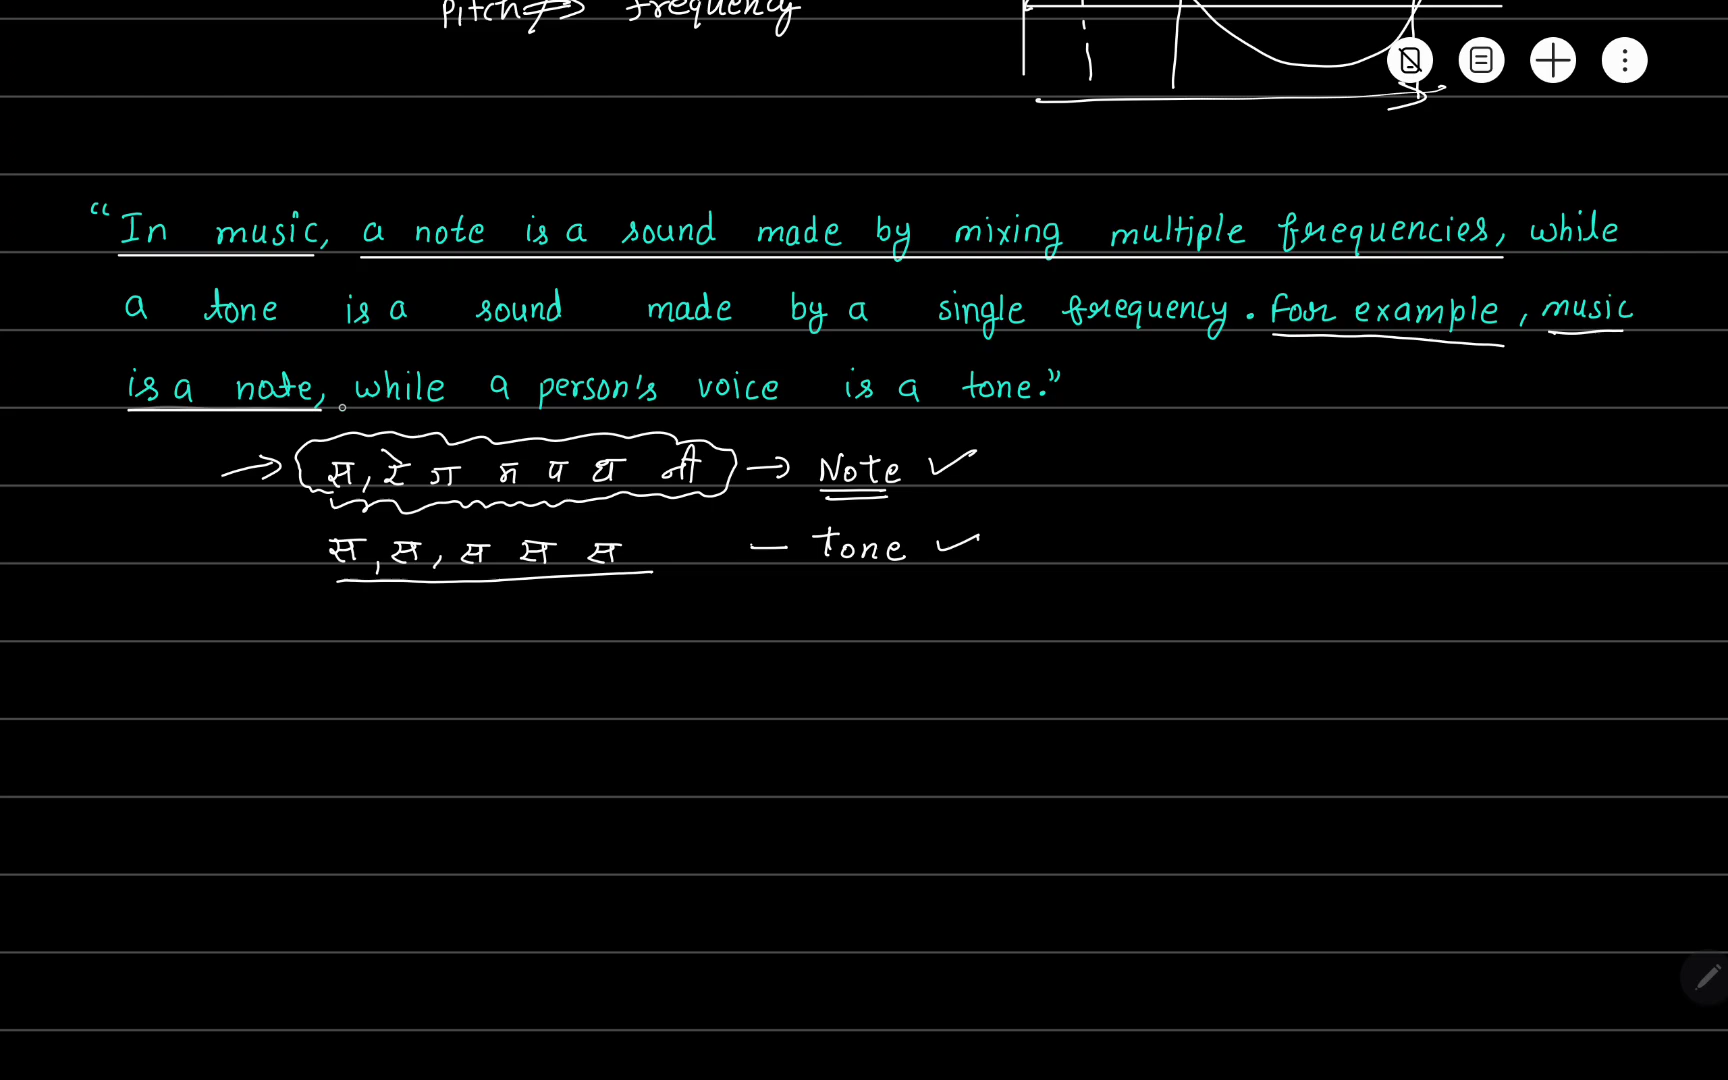 Pitch ⇒ frequency
“In music, a note is a sound made by mixing multiple frequencies, while
a tone is a sound made by a single frequency. For example, music
is a note, while a person's voice is a tone.”
→ स, रे ग म प ध नी → Note ✓
स, स, स स स - tone ✓